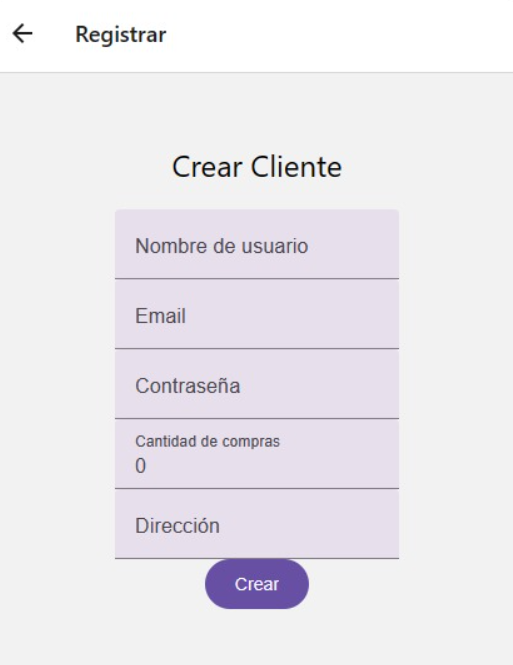 Registrar
Crear Cliente
Nombre de usuario
Email
Contraseña
Cantidad de compras
0
Dirección
Crear